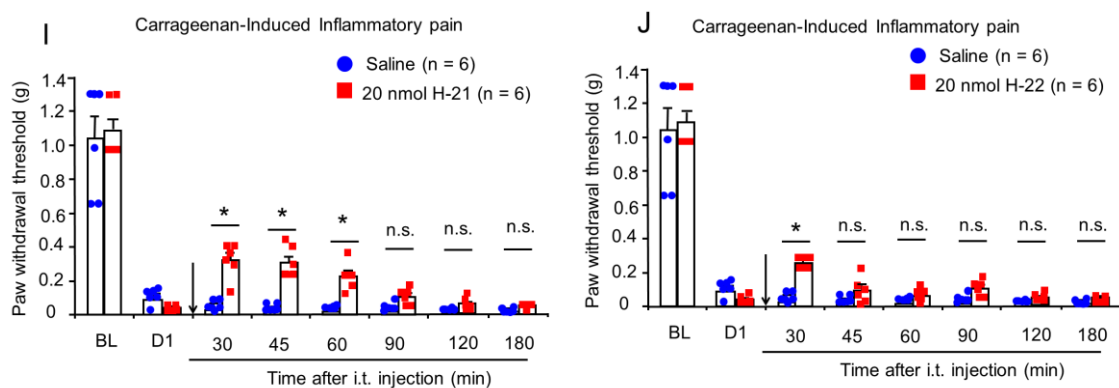 I
Carrageenan-Induced Inflammatory pain
Saline (n = 6)
20 nmol H-21 (n = 6)
Paw withdrawal threshold (g)
1.4
1.2
1.0
0.8
0.6
0.4
0.2
0
*
*
*
n.s.
n.s.
n.s.
BL D1 30 45 60 90 120 180
Time after i.t. injection (min)
J
Carrageenan-Induced Inflammatory pain
Saline (n = 6)
20 nmol H-22 (n = 6)
Paw withdrawal threshold (g)
1.4
1.2
1.0
0.8
0.6
0.4
0.2
0
*
n.s.
n.s.
n.s.
n.s.
n.s.
BL D1 30 45 60 90 120 180
Time after i.t. injection (min)